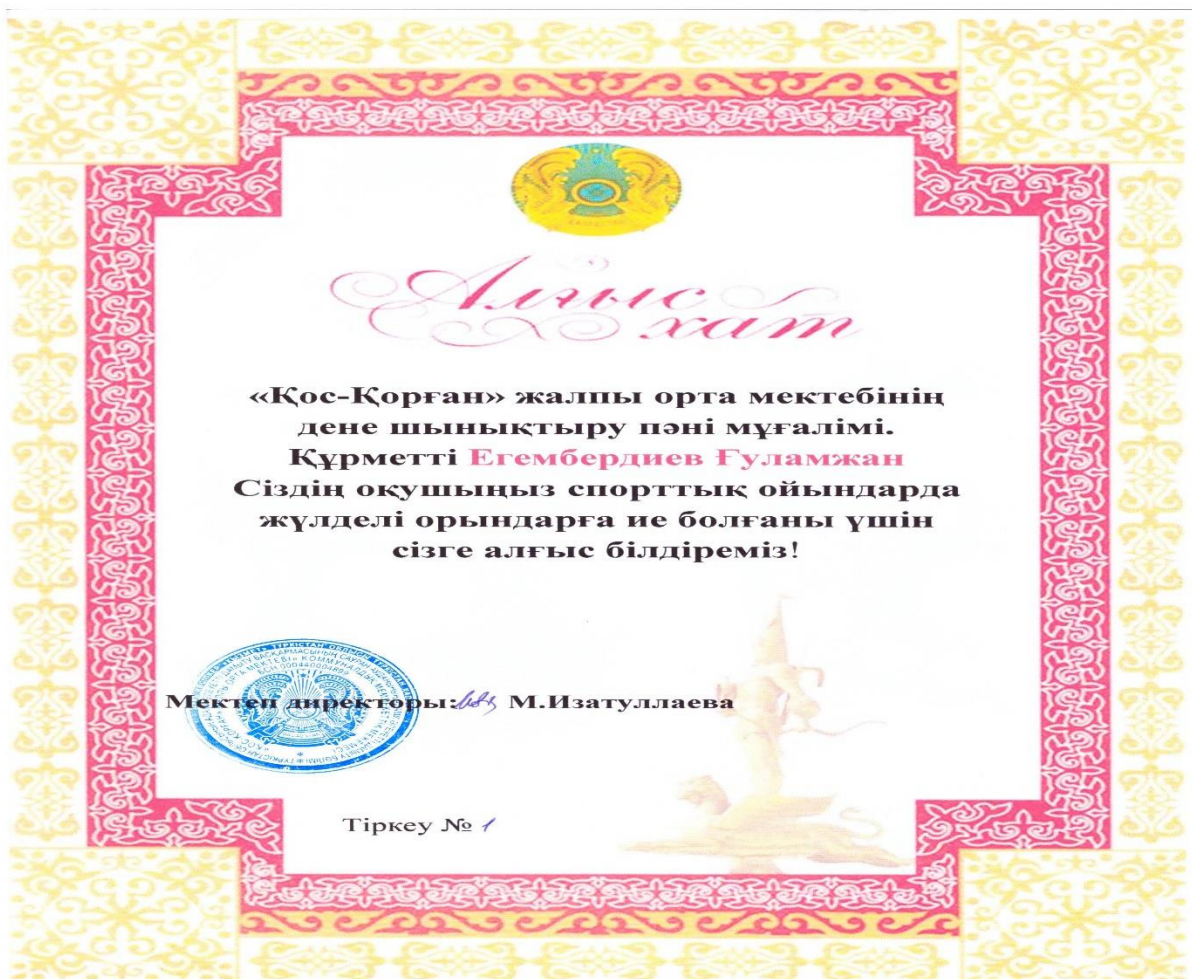 Алғыс
хат
«Қос-Қорған» жалпы орта мектебінің
дене шынықтыру пәні мұғалімі.
Құрметті Егембердиев Ғуламжан
Сіздің оқушыңыз спорттық ойындарда
жүлделі орындарға ие болғаны үшін
сізге алғыс білдіреміз!
Мектеп директоры: М.Изатуллаева
Тіркеу № 1